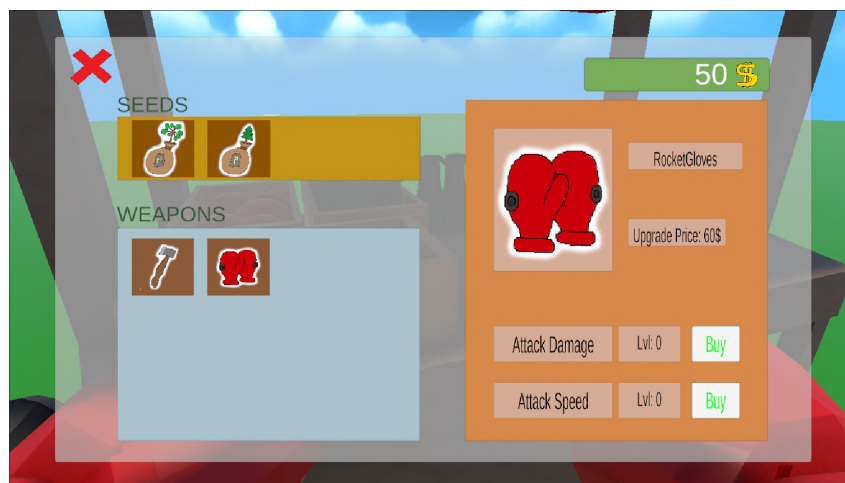 50 $
SEEDS
WEAPONS
RocketGloves
Upgrade Price: 60$
Attack Damage Lvl: 0 Buy
Attack Speed Lvl: 0 Buy